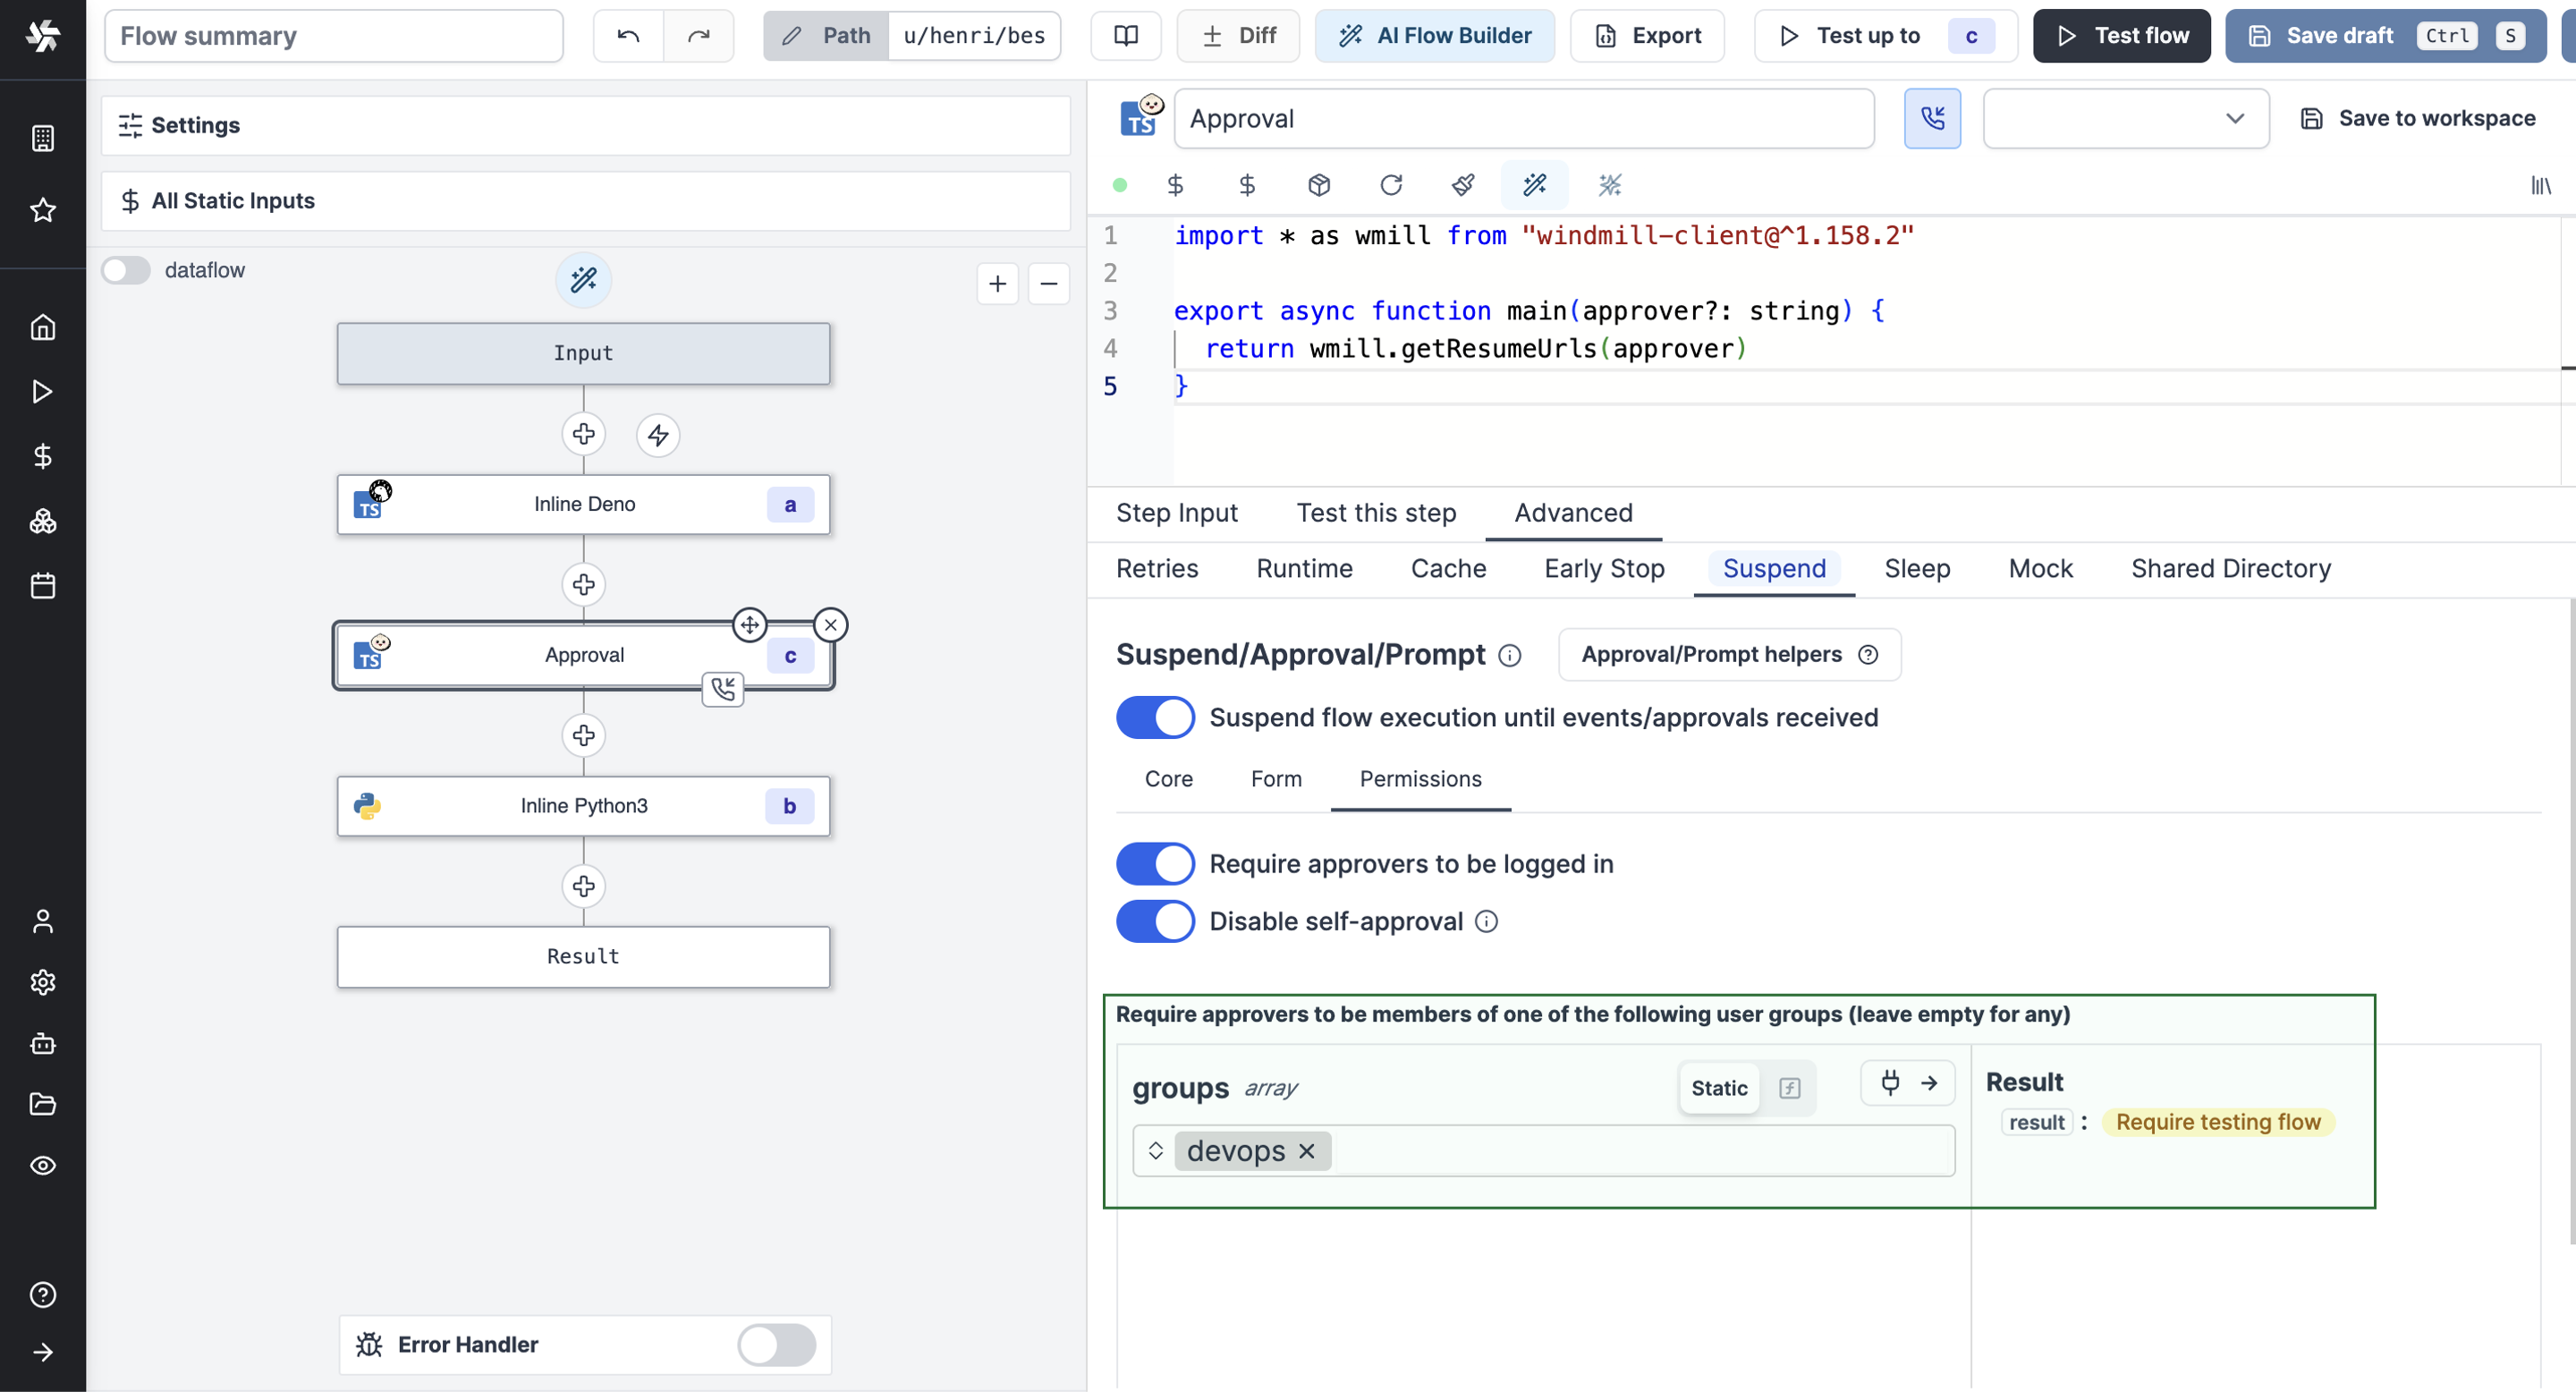 Flow summary
Path
u/henri/bes
Diff
AI Flow Builder
Export
Test up to
c
Test flow
Save draft
Ctrl
S
Settings
All Static Inputs
dataflow
Input
TS
Inline Deno
a
TS
Approval
c
Inline Python3
b
Result
Error Handler
TS
Approval
Save to workspace
1 import * as wmill from "windmill-client@^1.158.2"
2
3 export async function main(approver?: string) {
4 return wmill.getResumeUrls(approver)
5 }
Step Input
Test this step
Advanced
Retries
Runtime
Cache
Early Stop
Suspend
Sleep
Mock
Shared Directory
Suspend/Approval/Prompt
Approval/Prompt helpers
Suspend flow execution until events/approvals received
Core
Form
Permissions
Require approvers to be logged in
Disable self-approval
Require approvers to be members of one of the following user groups (leave empty for any)
groups array
Static
devops
Result
result : Require testing flow